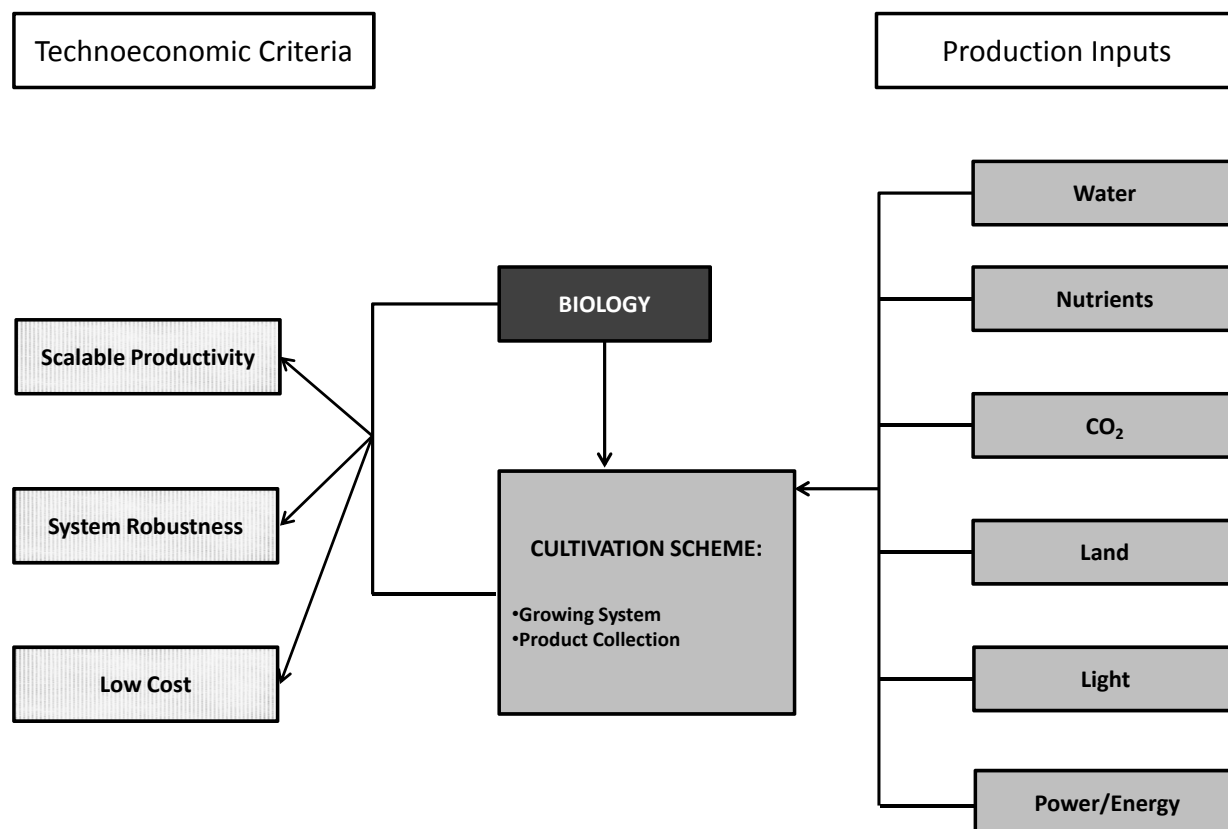 Technoeconomic Criteria
Production Inputs
Water
BIOLOGY
Nutrients
Scalable Productivity
CO₂
System Robustness
CULTIVATION SCHEME:
•Growing System
•Product Collection
Land
Low Cost
Light
Power/Energy